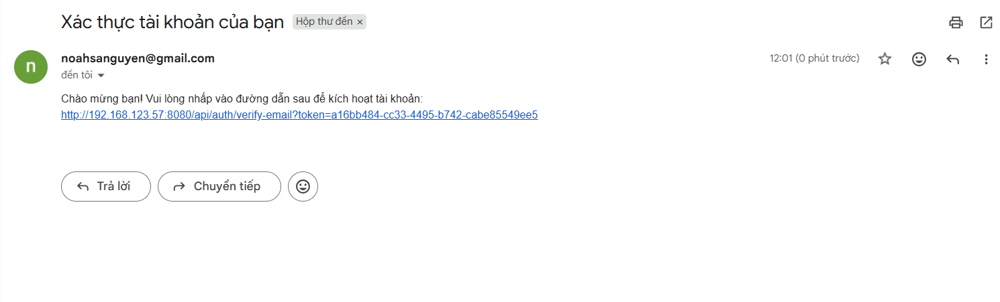 Xác thực tài khoản của bạn Hộp thư đến ×
n
noahsanguyen@gmail.com 12:01 (0 phút trước)
đến tôi
Chào mừng bạn! Vui lòng nhấp vào đường dẫn sau để kích hoạt tài khoản:
http://192.168.123.57:8080/api/auth/verify-email?token=a16bb484-cc33-4495-b742-cabe85549ee5
Trả lời Chuyển tiếp